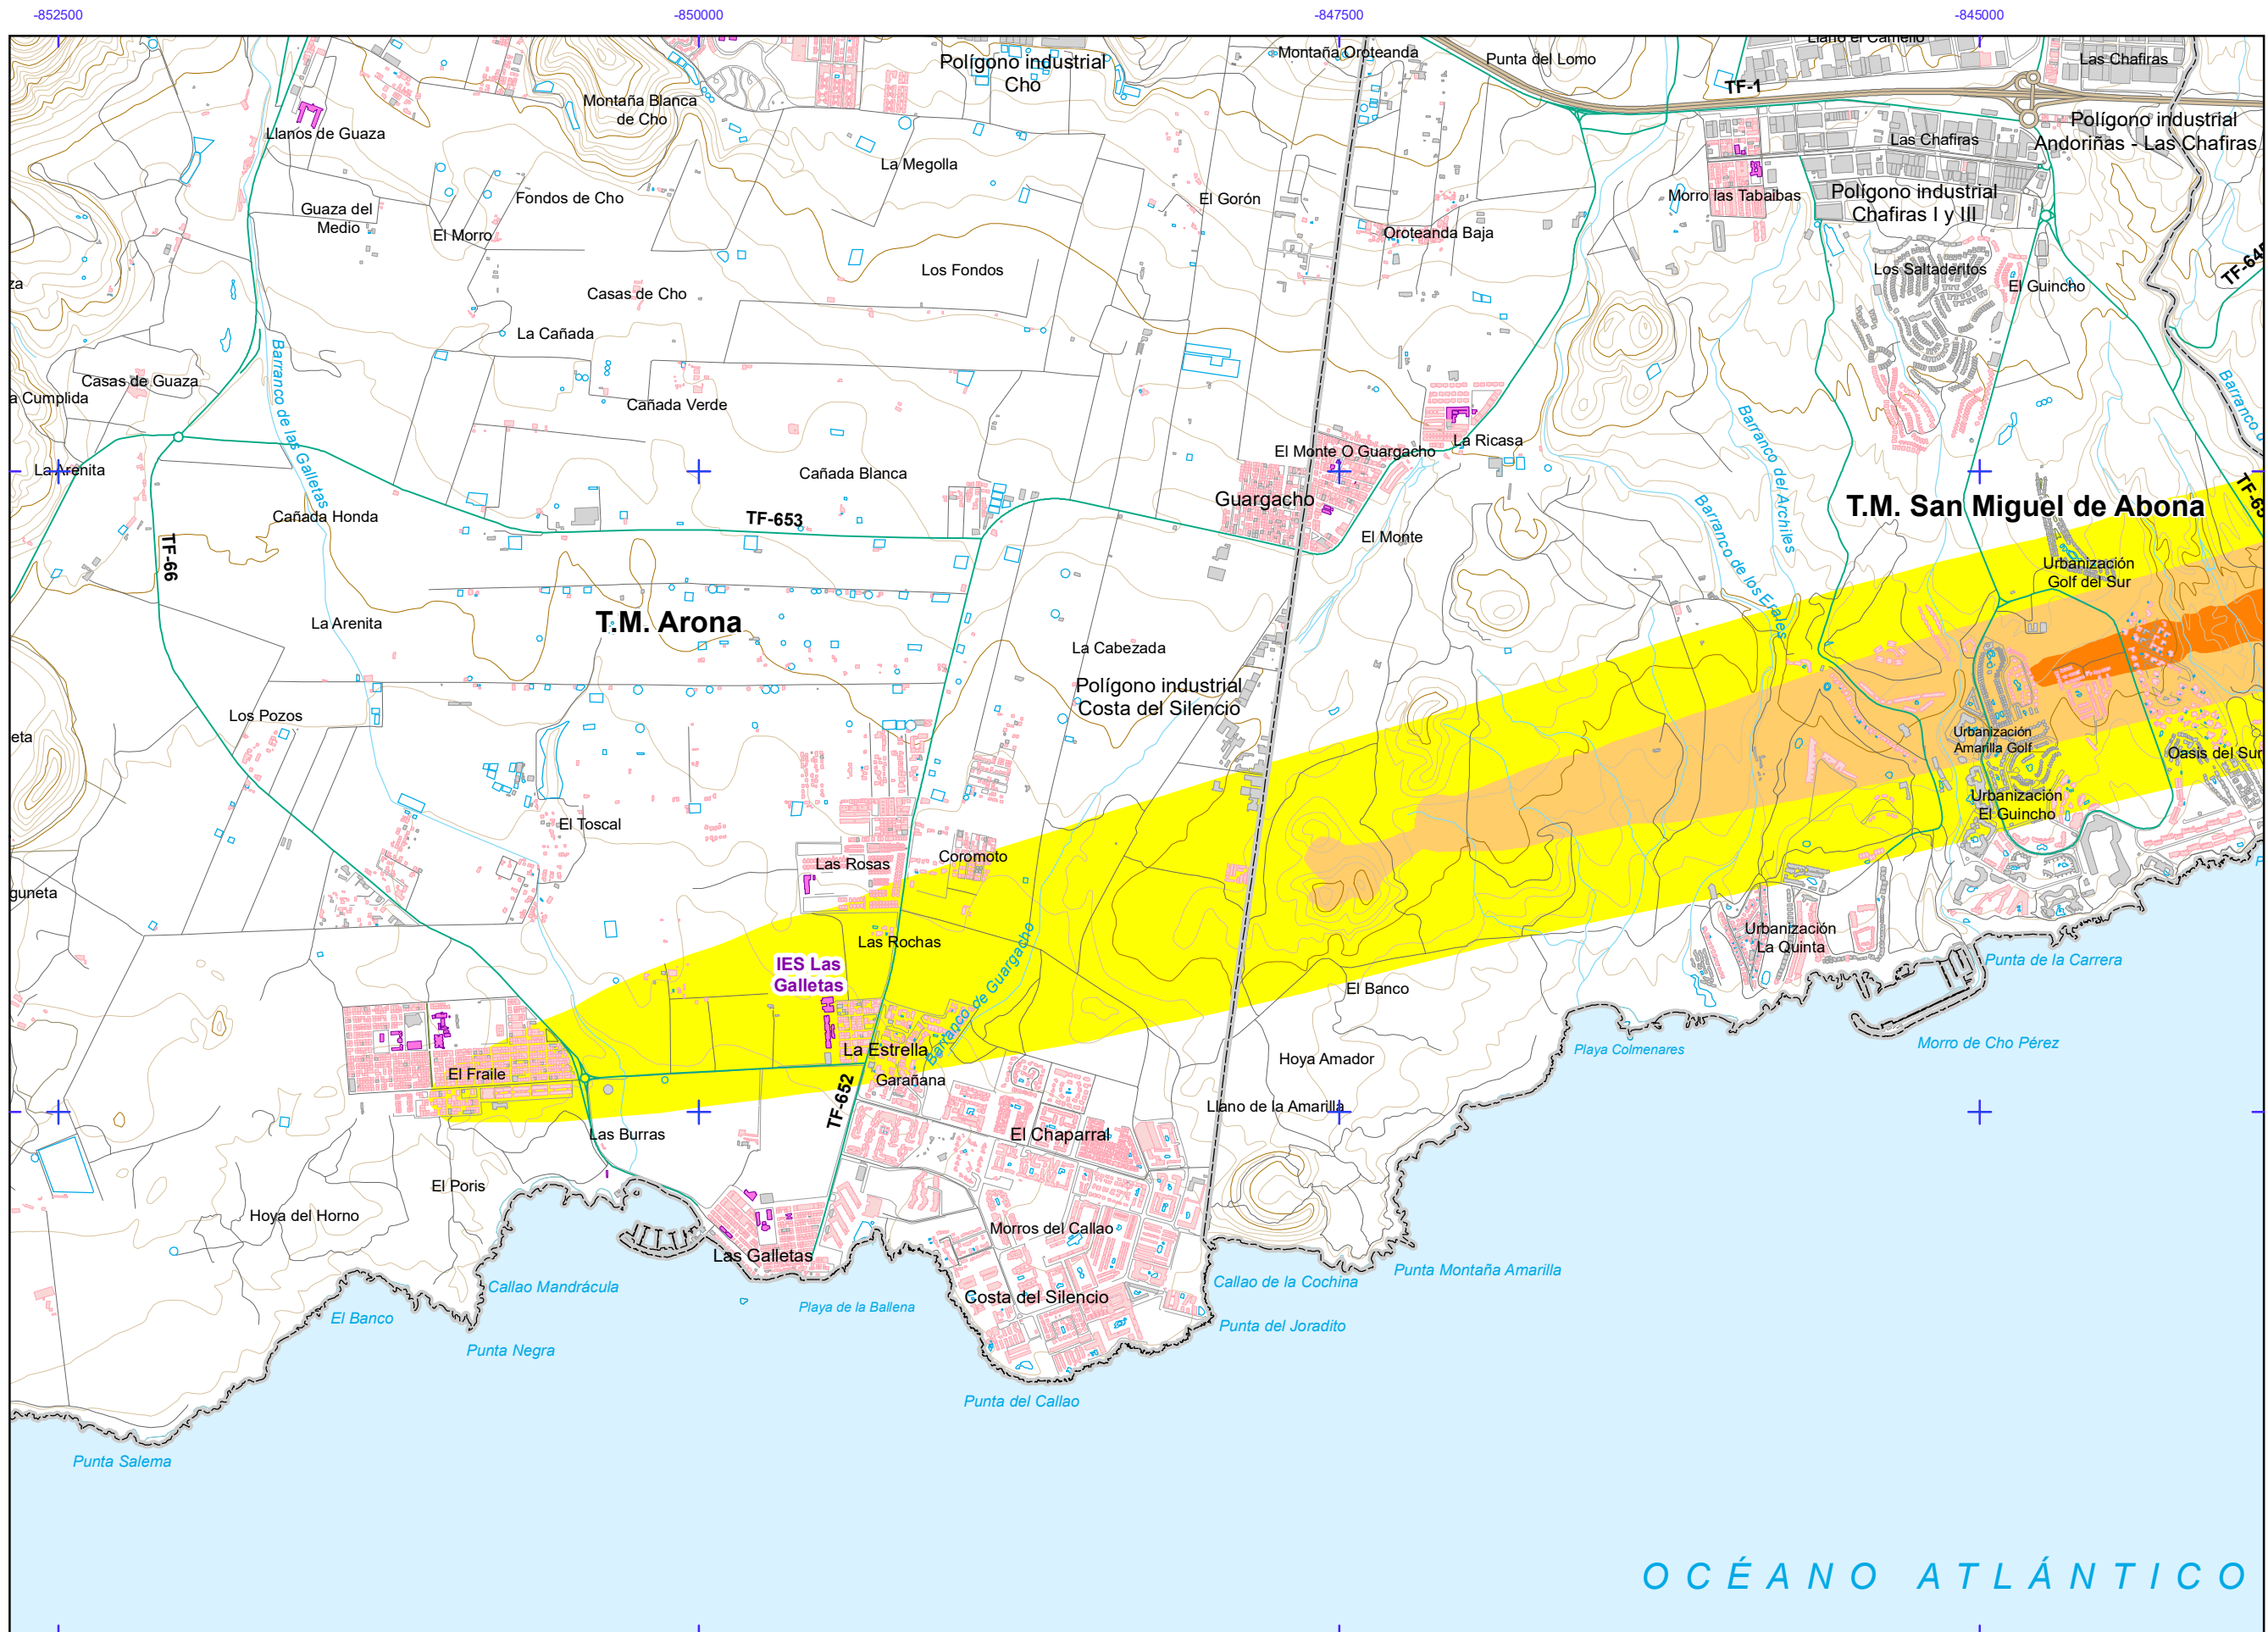 -852500
-850000
-847500
-845000
Montaña Oroteanda
Punta del Lomo
Llano el Camello
Las Chafiras
Polígono industrial
Cho
TF-1
Montaña Blanca
de Cho
Llanos de Guaza
Polígono industrial
Andoriñas - Las Chafiras
Las Chafiras
La Megolla
Fondos de Cho
El Gorón
Morro las Tabaibas
Polígono industrial
Chafiras I y III
Guaza del
Medio
El Morro
Oroteanda Baja
Los Fondos
Los Saltaderitos
El Guincho
TF-645
za
Casas de Cho
La Cañada
Barranco de las Galletas
Casas de Guaza
a Cumplida
Cañada Verde
Barranco del Archiles
Barranco
La Ricasa
El Monte O Guargacho
La Arenita
Cañada Blanca
Guargacho
T.M. San Miguel de Abona
TF-65
Cañada Honda
TF-653
El Monte
Barranco de los Erales
TF-66
Urbanización
Golf del Sur
La Arenita
T.M. Arona
La Cabezada
Polígono industrial
Costa del Silencio
Los Pozos
eta
Urbanización
Amarilla Golf
Oasis del Sur
Urbanización
El Guincho
El Toscal
Las Rosas
Coromoto
guneta
P
Las Rochas
Urbanización
La Quinta
IES Las
Galletas
Barranco de Guargacho
Punta de la Carrera
El Banco
La Estrella
Playa Colmenares
Morro de Cho Pérez
Hoya Amador
El Fraile
Garañana
TF-652
Llano de la Amarilla
Las Burras
El Chaparral
El Poris
Hoya del Horno
Morros del Callao
Las Galletas
Callao Mandrácula
Callao de la Cochina
Punta Montaña Amarilla
Costa del Silencio
Playa de la Ballena
El Banco
Punta del Joradito
Punta Negra
Punta del Callao
Punta Salema
OCÉANO ATLÁNTICO